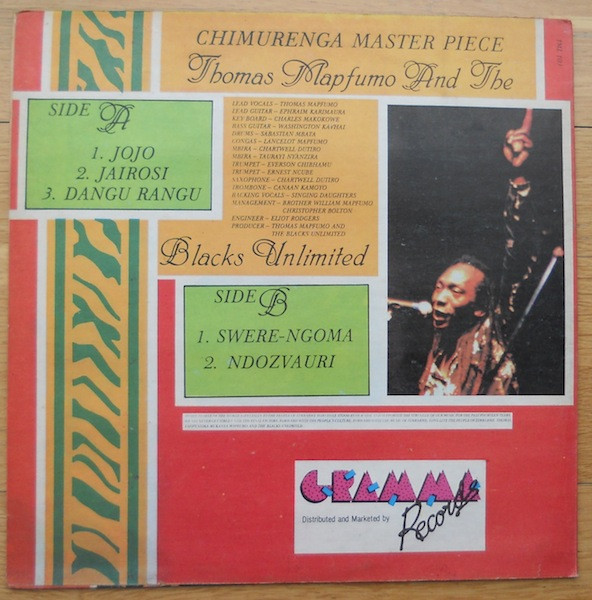 CHIMURENGA MASTER PIECE
Thomas Mapfumo And The
SIDE A
1. JOJO
2. JAIROSI
3. DANGU RANGU
LEAD VOCALS – THOMAS MAPFUMO
LEAD GUITAR – EPHRAIM KARIMAURA
KEY BOARD – CHARLES MAKOKOWE
BASS GUITAR – WASHINGTON KAVHAI
DRUMS – SABASTIAN MBATA
CONGAS – LANCELOT MAPFUMO
MBIRA – CHARTWELL DUTIRO
MBIRA – TAURAYI NYANZIRA
TRUMPET – EVERSON CHIBHAMU
TRUMPET – ERNEST NCUBE
SAXOPHONE – CHARTWELL DUTIRO
TROMBONE – CANAAN KAMOYO
BACKING VOCALS – SINGING DAUGHTERS
MANAGEMENT – BROTHER WILLIAM MAPFUMO
CHRISTOPHER BOLTON
ENGINEER – ELIOT RODGERS
PRODUCER – THOMAS MAPFUMO AND
THE BLACKS UNLIMITED
Blacks Unlimited
SIDE B
1. SWERE-NGOMA
2. NDOZVAURI
GRAMMA
Records
Distributed and Marketed by